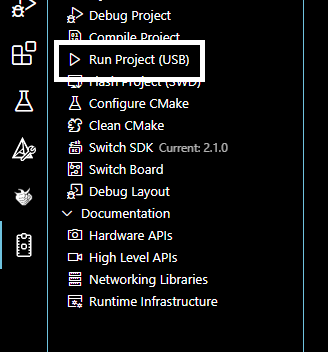 Debug Project
Compile Project
Run Project (USB)
Flash Project (SWD)
Configure CMake
Clean CMake
Switch SDK Current: 2.1.0
Switch Board
Debug Layout
Documentation
Hardware APIs
High Level APIs
Networking Libraries
Runtime Infrastructure